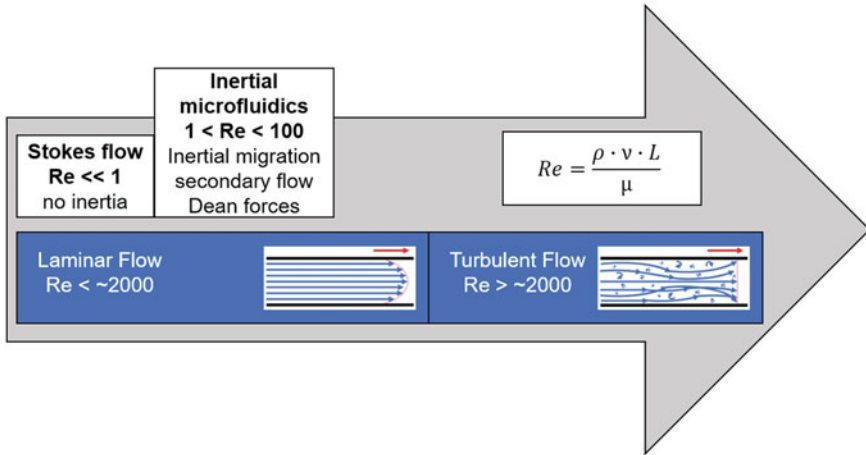 Inertial
microfluidics
1 < Re < 100
Inertial migration
secondary flow
Dean forces
Stokes flow
Re << 1
no inertia
Re = ρ · ν · L / μ
Laminar Flow
Re < ~2000
Turbulent Flow
Re > ~2000